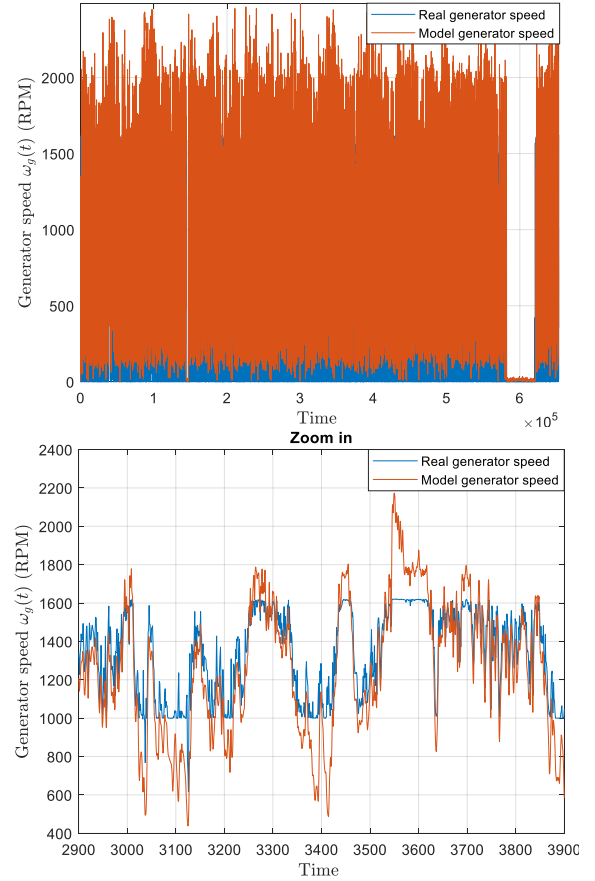 Real generator speed
Model generator speed
Generator speed ω_g(t) (RPM)
2000
1500
1000
500
0
0 1 2 3 4 5 6
×10^5
Time
Zoom in
Real generator speed
Model generator speed
Generator speed ω_g(t) (RPM)
2400
2200
2000
1800
1600
1400
1200
1000
800
600
400
2900 3000 3100 3200 3300 3400 3500 3600 3700 3800 3900
Time